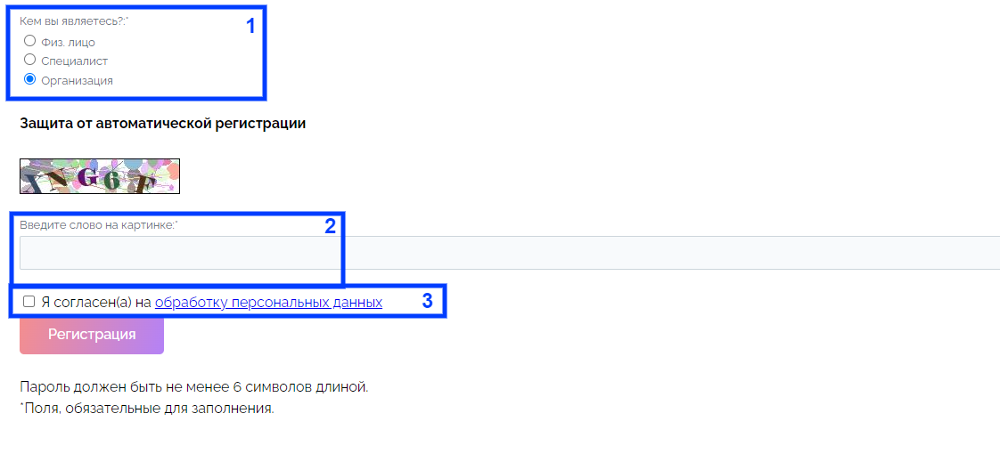 Кем вы являетесь?:*
1
Физ. лицо
Специалист
Организация
Защита от автоматической регистрации
Введите слово на картинке:*
2
Я согласен(а) на обработку персональных данных
3
Регистрация
Пароль должен быть не менее 6 символов длиной.
*Поля, обязательные для заполнения.